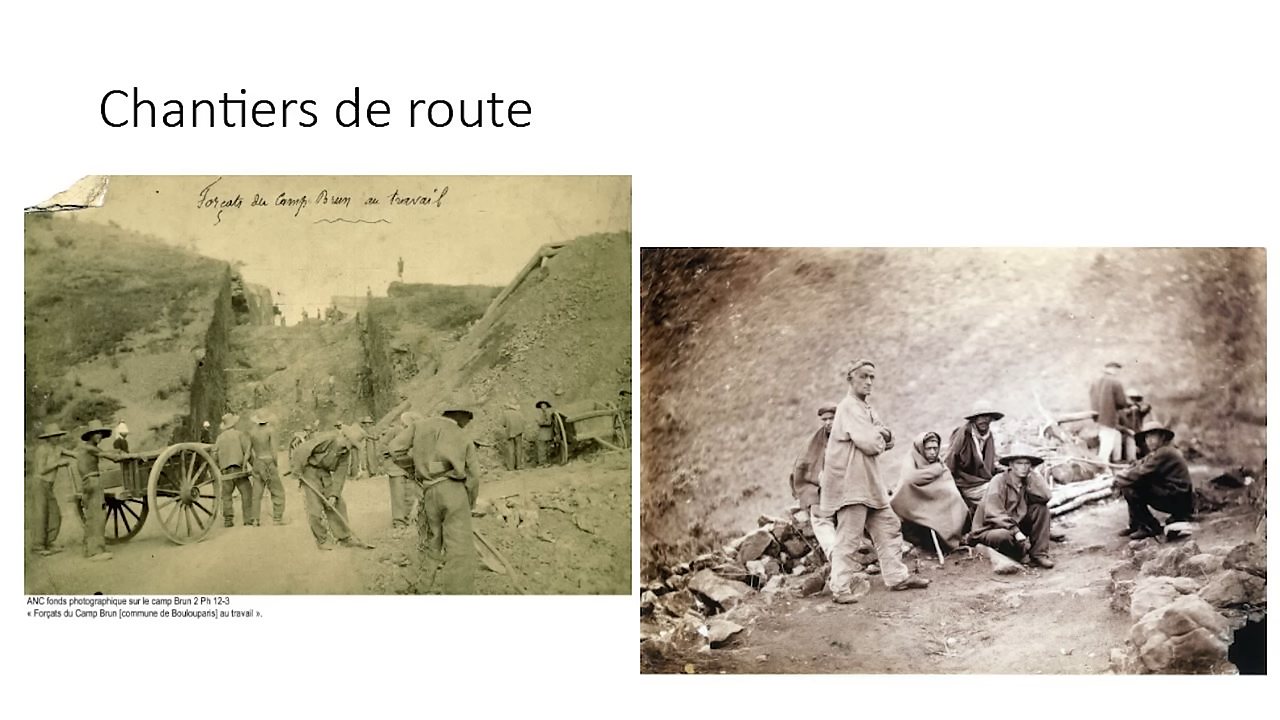 Chantiers de route
Forçats du Camp Brun au travail
ANC fonds photographique sur le camp Brun 2 Ph 12-3
« Forçats du Camp Brun [commune de Boulouparis] au travail ».